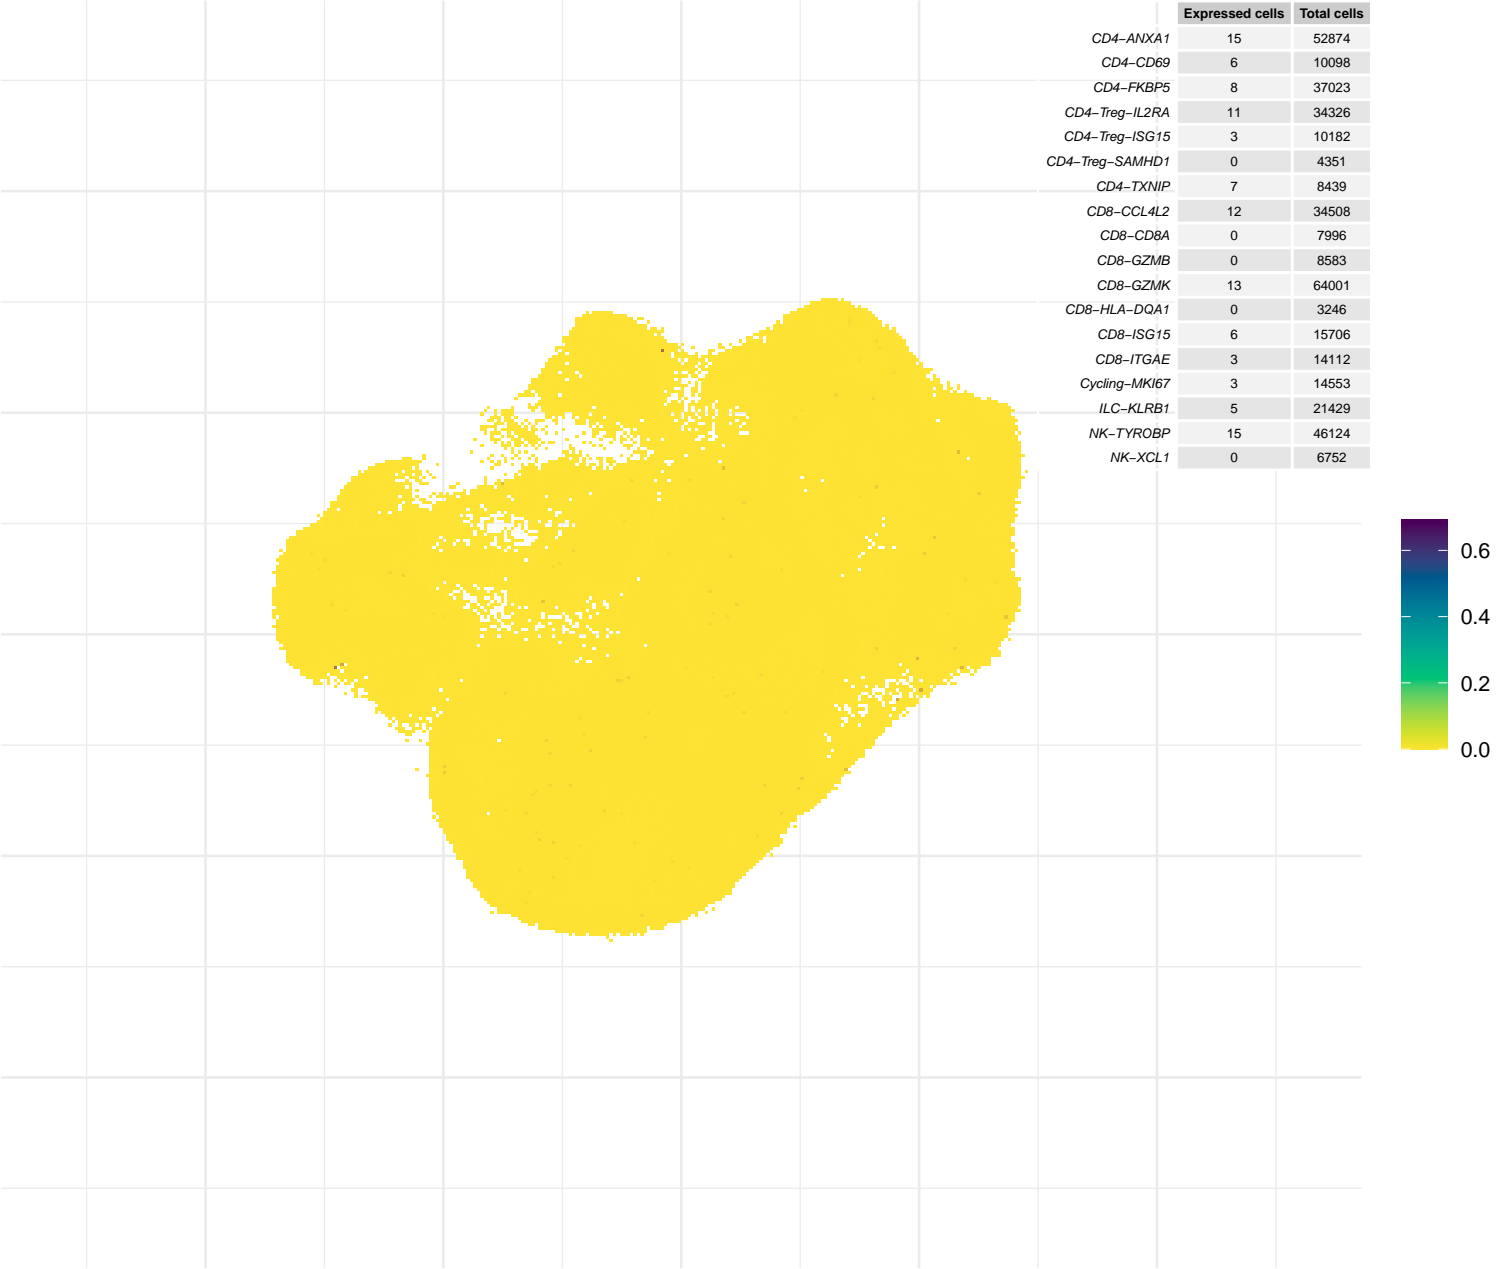 Expressed cells Total cells
CD4−ANXA1 15 52874
CD4−CD69 6 10098
CD4−FKBP5 8 37023
CD4−Treg−IL2RA 11 34326
CD4−Treg−ISG15 3 10182
CD4−Treg−SAMHD1 0 4351
CD4−TXNIP 7 8439
CD8−CCL4L2 12 34508
CD8−CD8A 0 7996
CD8−GZMB 0 8583
CD8−GZMK 13 64001
CD8−HLA−DQA1 0 3246
CD8−ISG15 6 15706
CD8−ITGAE 3 14112
Cycling−MKI67 3 14553
ILC−KLRB1 5 21429
NK−TYROBP 15 46124
NK−XCL1 0 6752
0.6
0.4
0.2
0.0